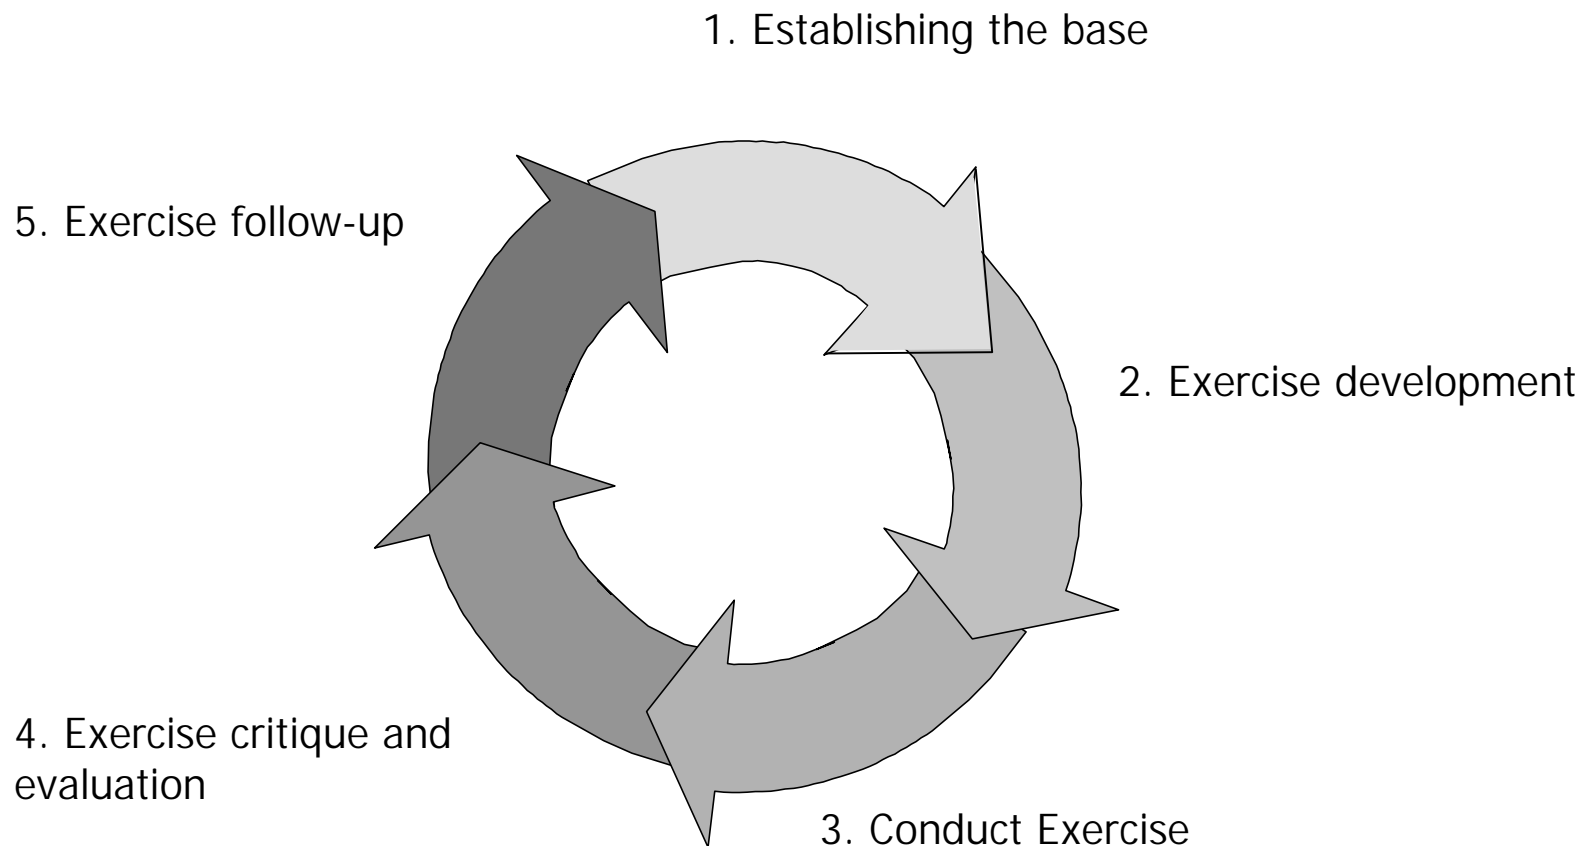 1. Establishing the base
2. Exercise development
3. Conduct Exercise
4. Exercise critique and
evaluation
5. Exercise follow-up